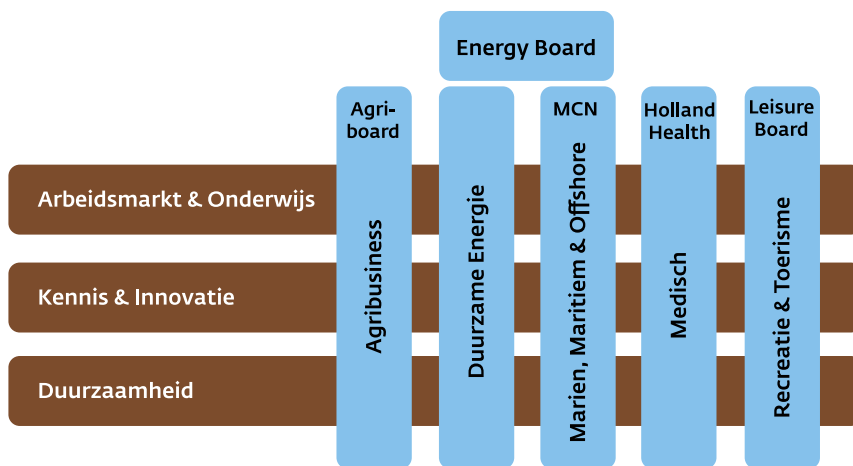 Energy Board
Agri-
board
MCN
Holland
Health
Leisure
Board
Arbeidsmarkt & Onderwijs
Kennis & Innovatie
Duurzaamheid
Agribusiness
Duurzame Energie
Marien, Maritiem & Offshore
Medisch
Recreatie & Toerisme